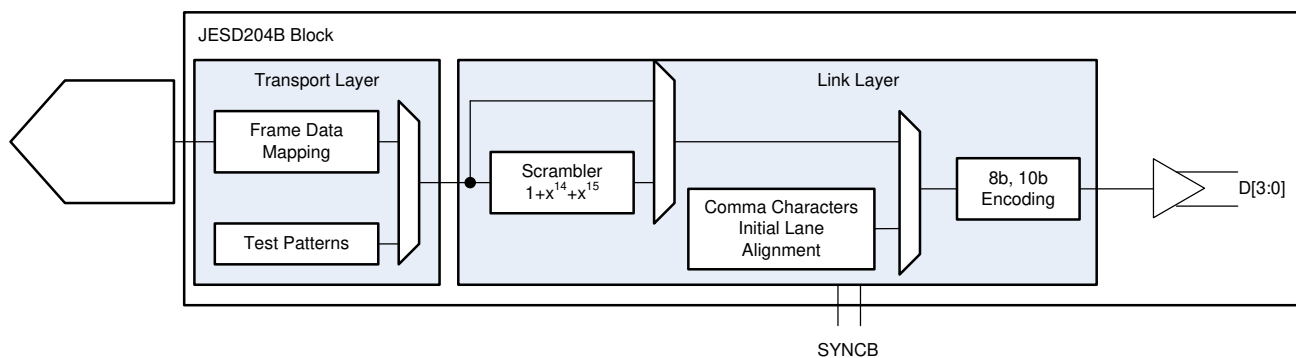 JESD204B Block
Transport Layer
Link Layer
Frame Data
Mapping
Test Patterns
Scrambler
1+x¹⁴+x¹⁵
Comma Characters
Initial Lane
Alignment
8b, 10b
Encoding
D[3:0]
SYNCB